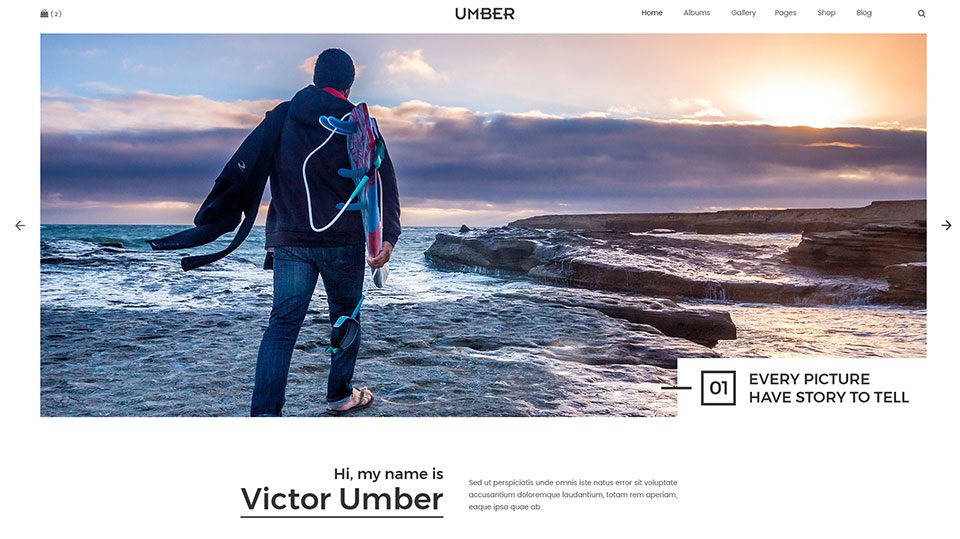 ( 2 )
UMBER
Home Albums Gallery Pages Shop Blog
01
EVERY PICTURE
HAVE STORY TO TELL
Hi, my name is
Victor Umber
Sed ut perspiciatis unde omnis iste natus error sit voluptate
accusantium doloremque laudantium, totam rem aperiam,
eaque ipsa quae ab